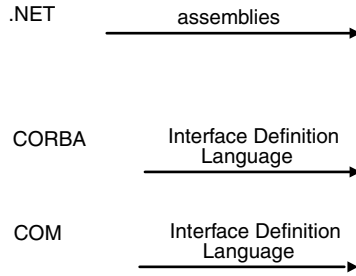 .NET assemblies
CORBA Interface Definition
Language
COM Interface Definition
Language